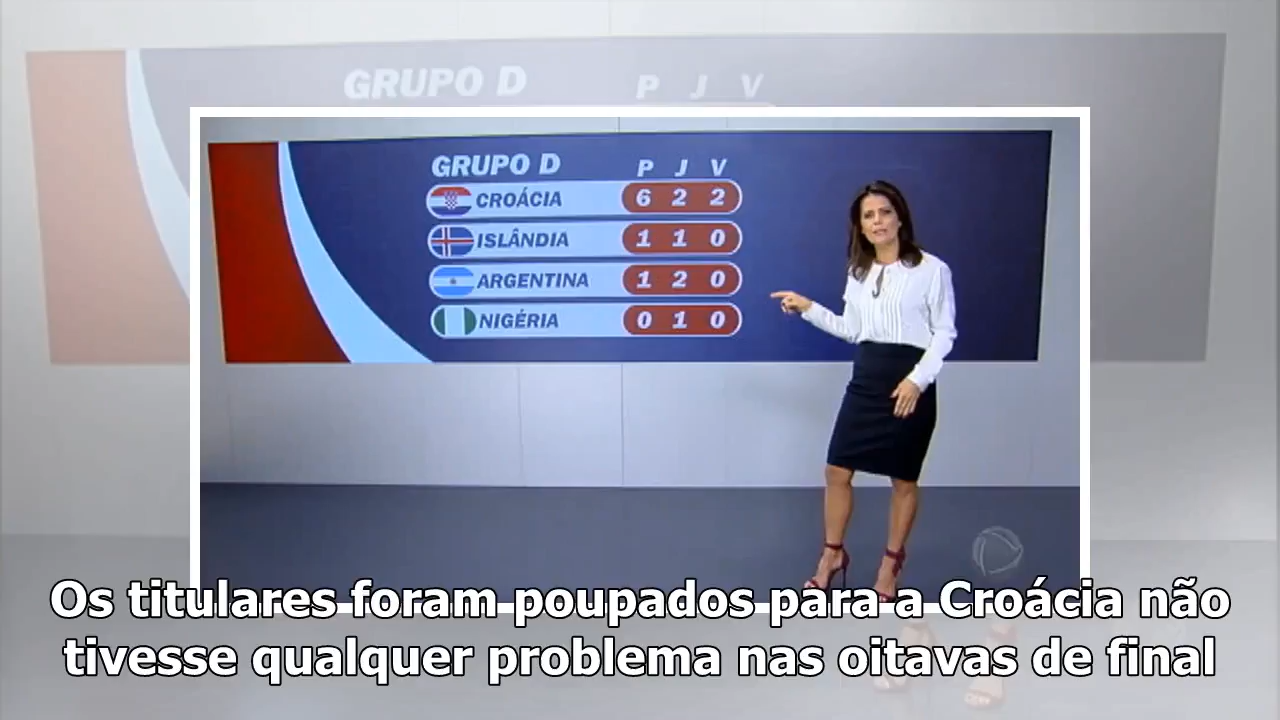 GRUPO D P J V
GRUPO D P J V
CROÁCIA 6 2 2
ISLÂNDIA 1 1 0
ARGENTINA 1 2 0
NIGÉRIA 0 1 0
Os titulares foram poupados para a Croácia não
tivesse qualquer problema nas oitavas de final